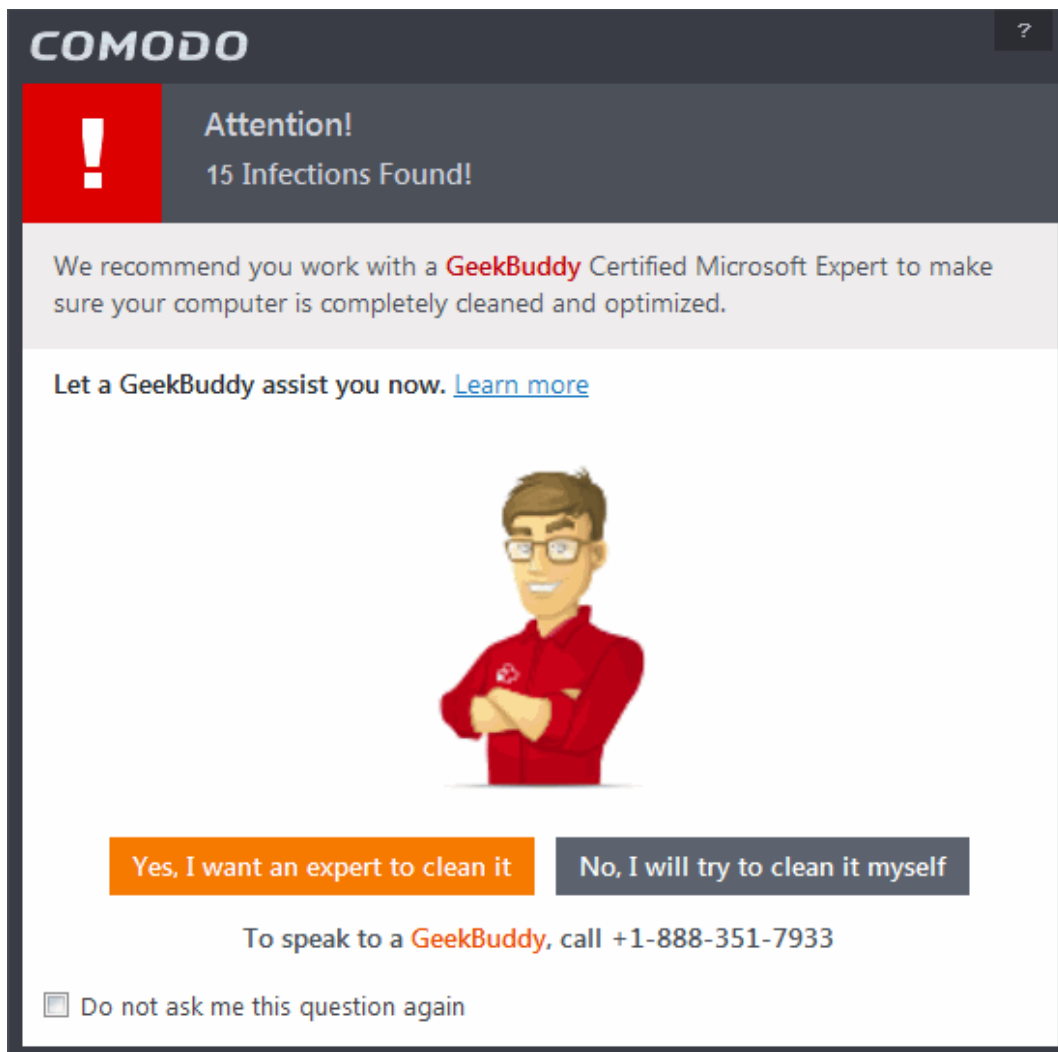 COMODO
?
!
Attention!
15 Infections Found!
We recommend you work with a GeekBuddy Certified Microsoft Expert to make
sure your computer is completely cleaned and optimized.
Let a GeekBuddy assist you now. Learn more
Yes, I want an expert to clean it
No, I will try to clean it myself
To speak to a GeekBuddy, call +1-888-351-7933
Do not ask me this question again